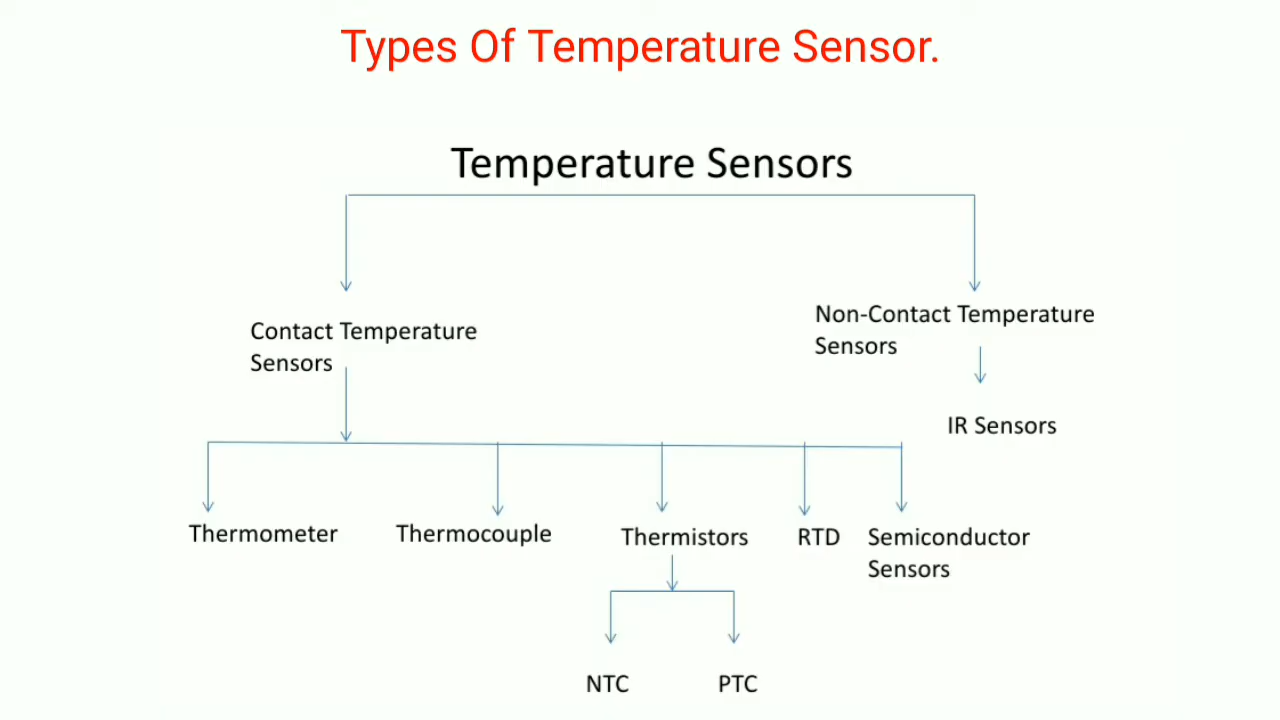 Types Of Temperature Sensor.
Temperature Sensors
Contact Temperature
Sensors
Non-Contact Temperature
Sensors
IR Sensors
Thermometer
Thermocouple
Thermistors
RTD
Semiconductor
Sensors
NTC
PTC